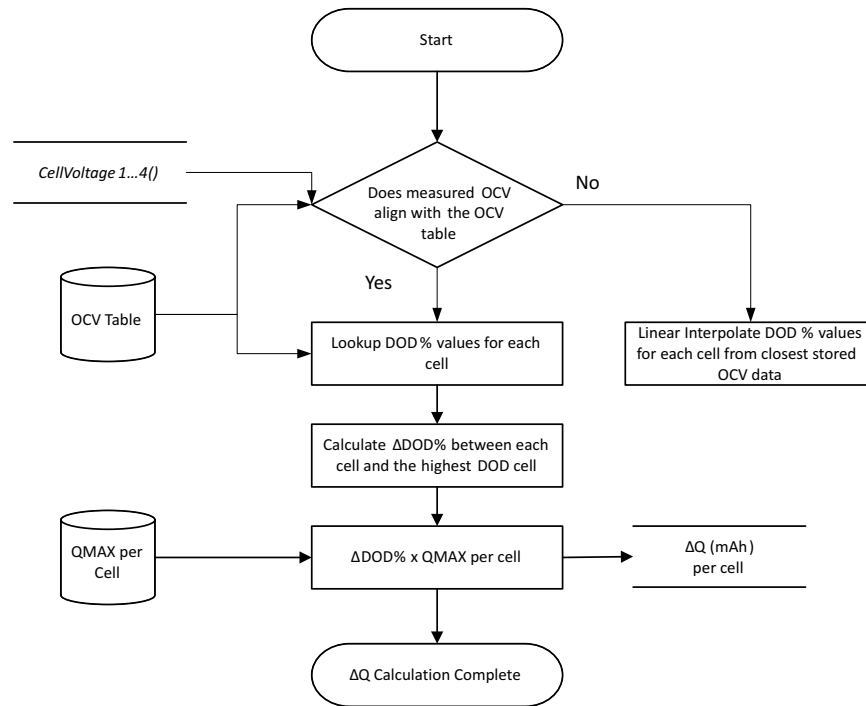 Start
CellVoltage 1...4()
Does measured OCV
align with the OCV
table
No
Yes
OCV Table
Lookup DOD % values for each
cell
Linear Interpolate DOD % values
for each cell from closest stored
OCV data
Calculate ΔDOD% between each
cell and the highest DOD cell
QMAX per
Cell
ΔDOD% x QMAX per cell
ΔQ (mAh)
per cell
ΔQ Calculation Complete